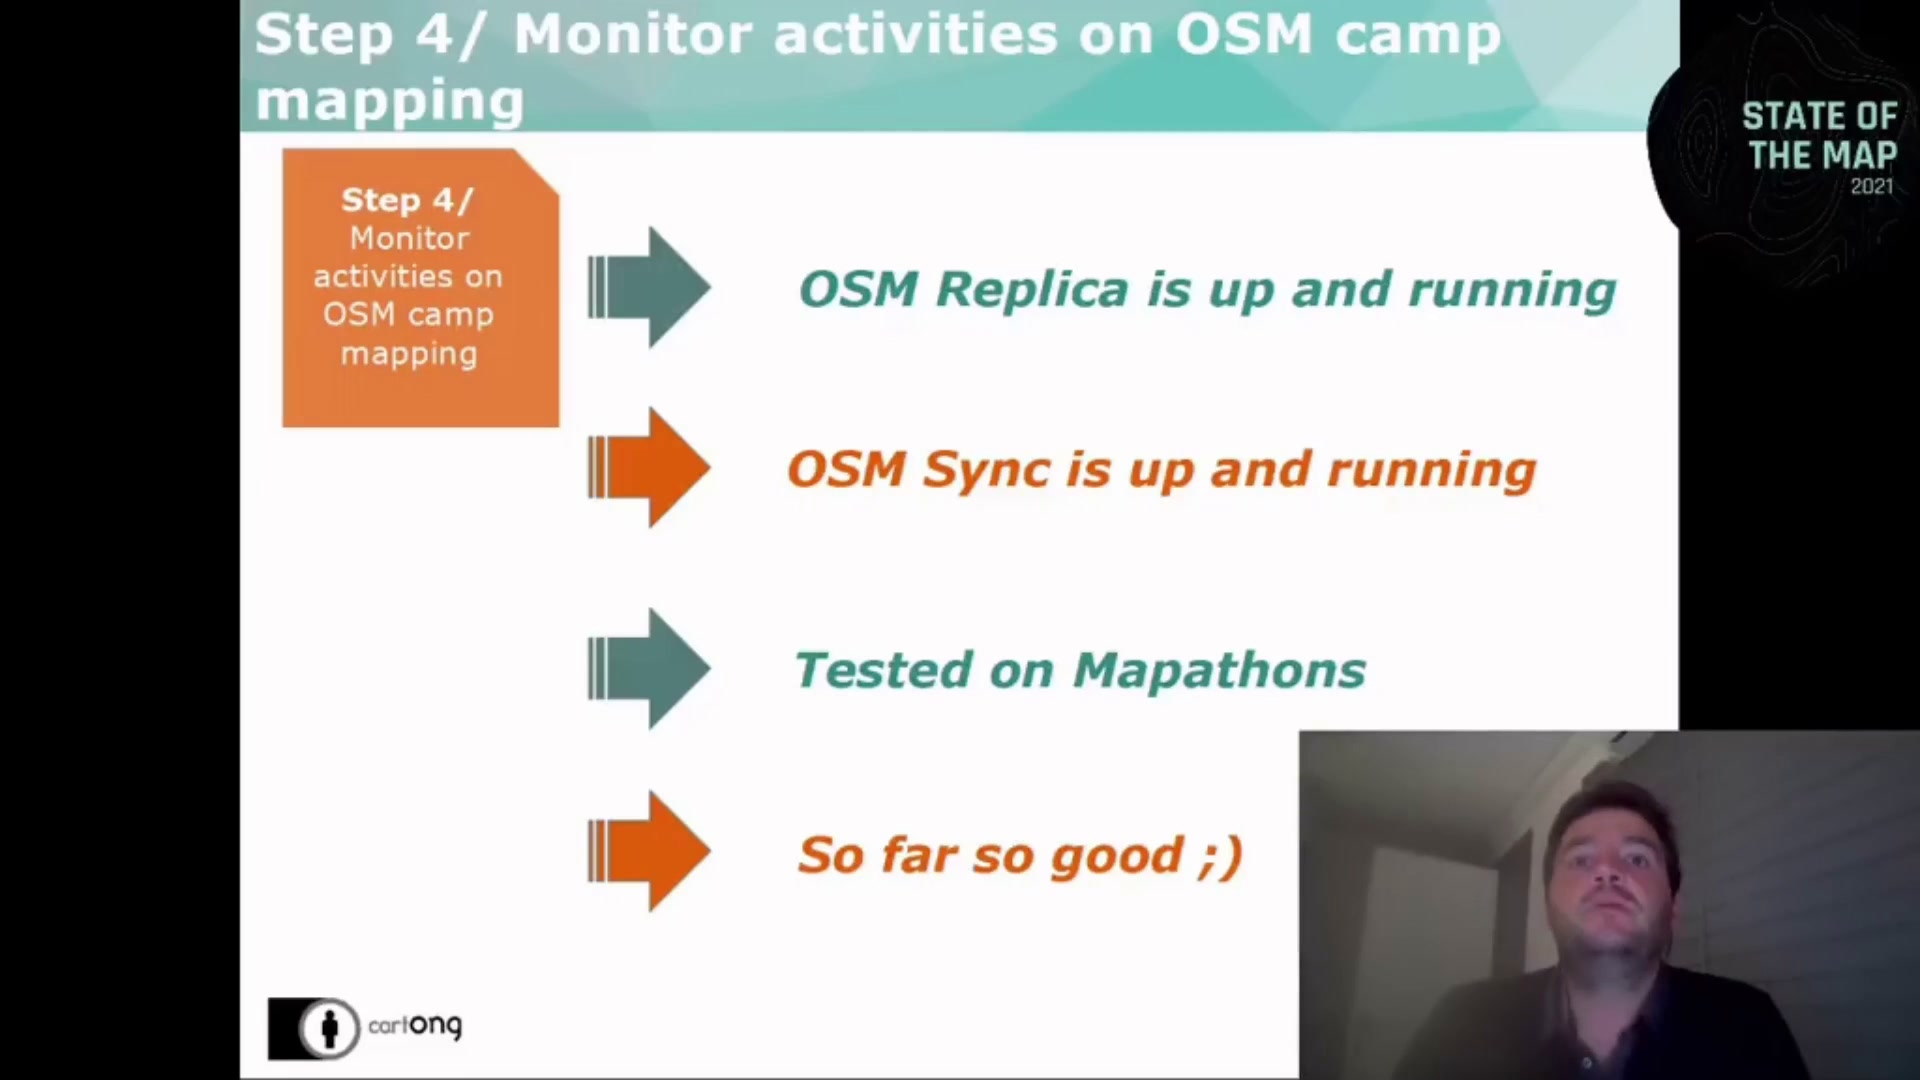 Step 4/ Monitor activities on OSM camp
mapping
STATE OF
THE MAP
2021
Step 4/
Monitor
activities on
OSM camp
mapping
OSM Replica is up and running
OSM Sync is up and running
Tested on Mapathons
So far so good ;)
cartong